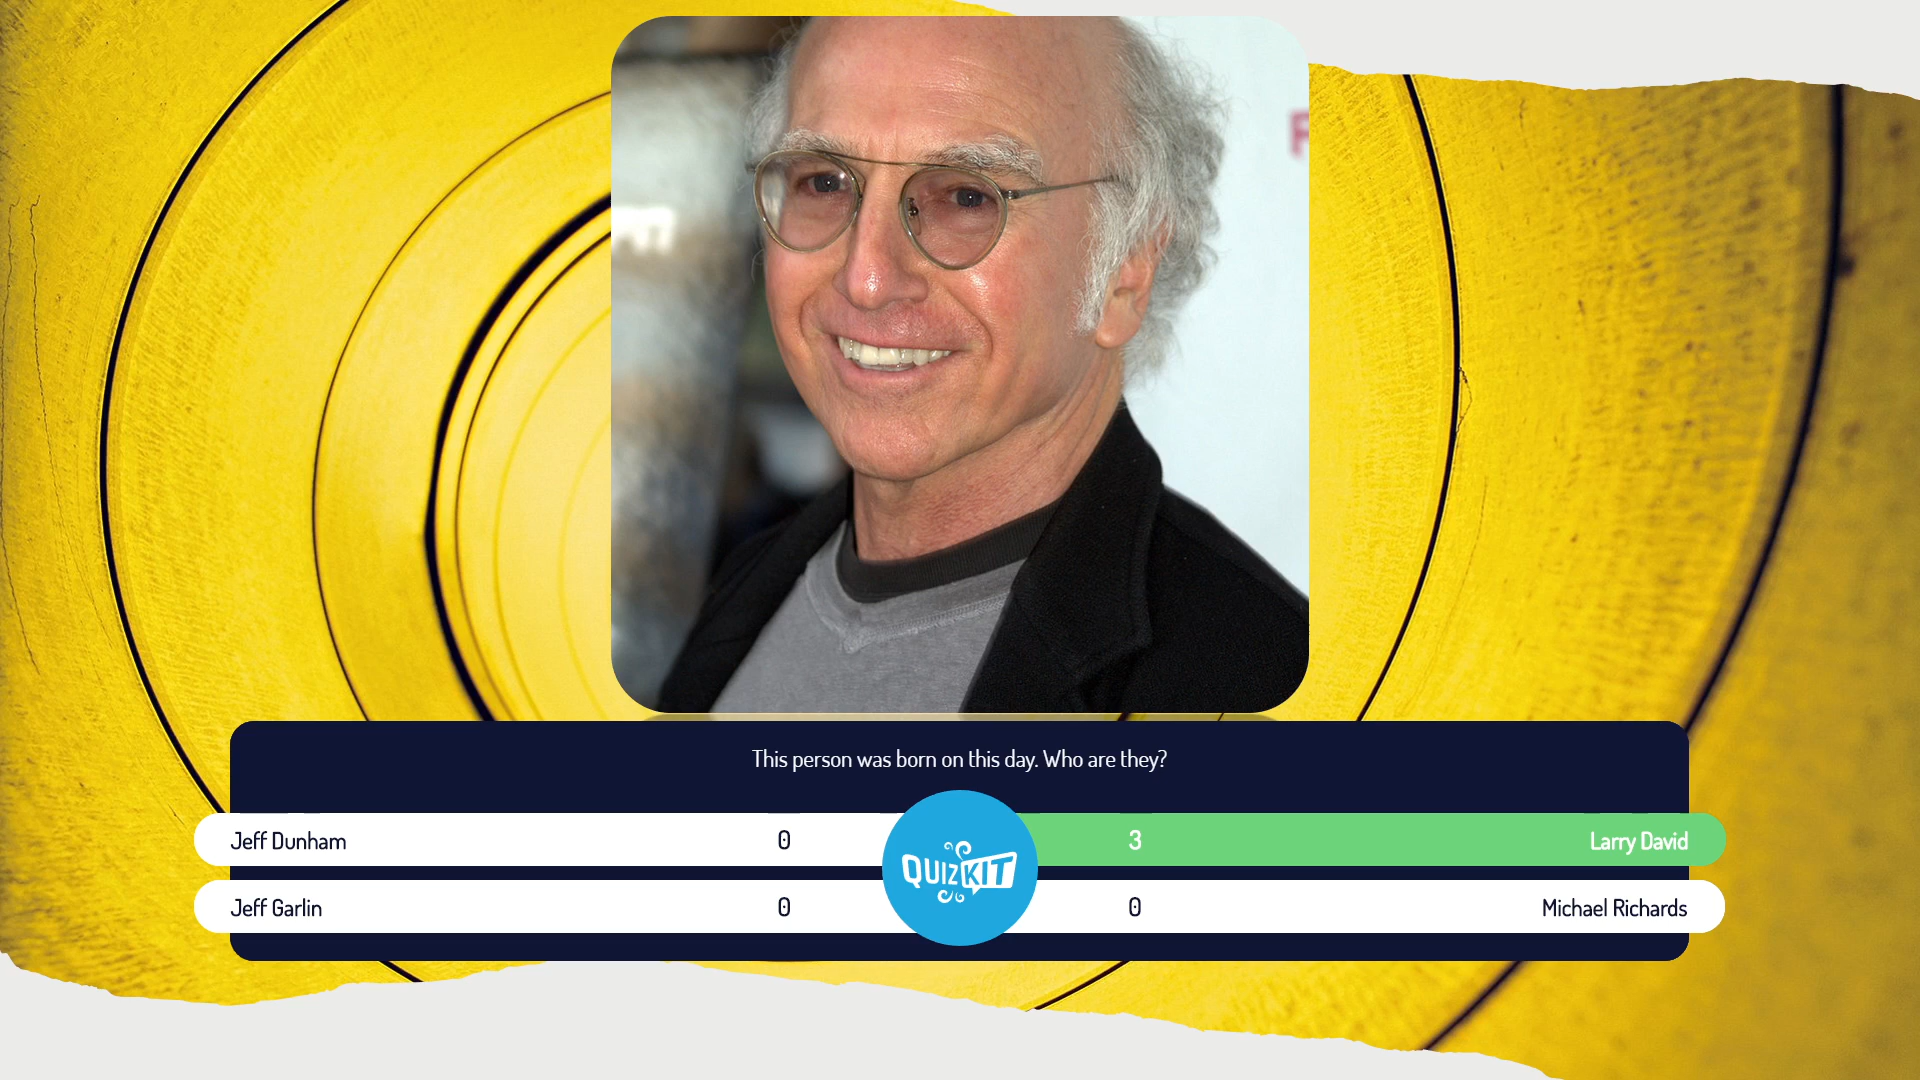 This person was born on this day. Who are they?
Jeff Dunham 0 3 Larry David
QUIZKIT
Jeff Garlin 0 0 Michael Richards